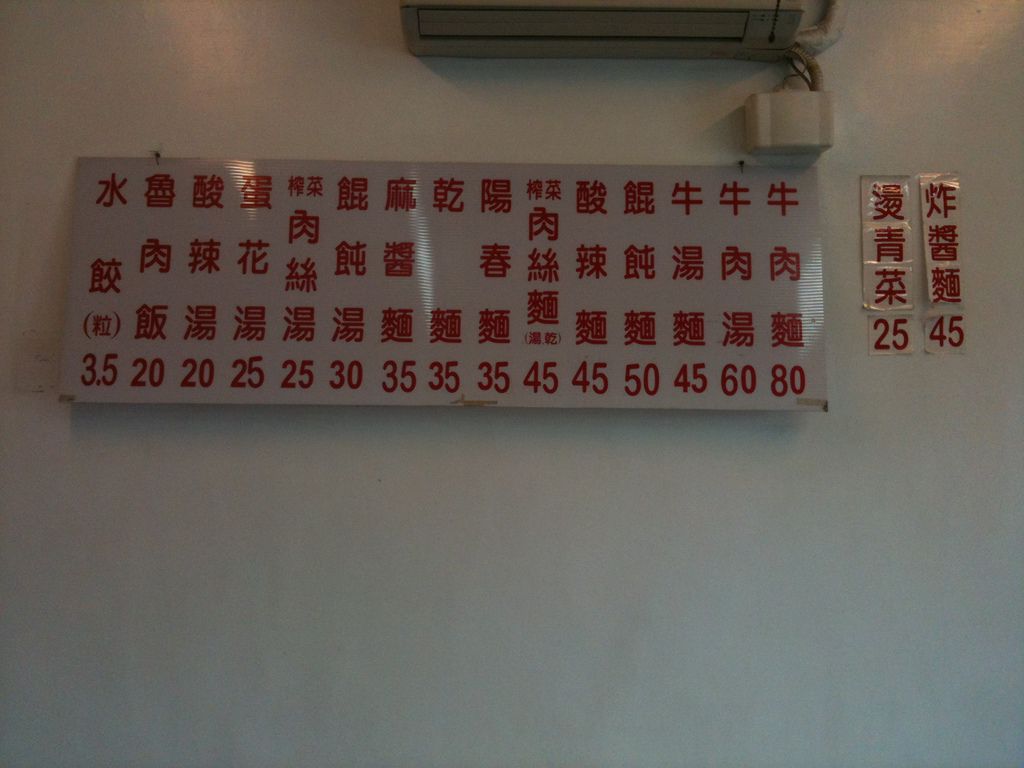 炸醬麵 45
燙青菜 25
牛肉麵 80
牛肉湯 60
牛湯麵 45
餛飩麵 50
酸辣麵 45
榨菜肉絲麵(湯.乾) 45
陽春麵 35
乾麵 35
麻醬麵 35
餛飩湯 30
榨菜肉絲湯 25
蛋花湯 25
酸辣湯 20
魯肉飯 20
水餃(粒) 3.5